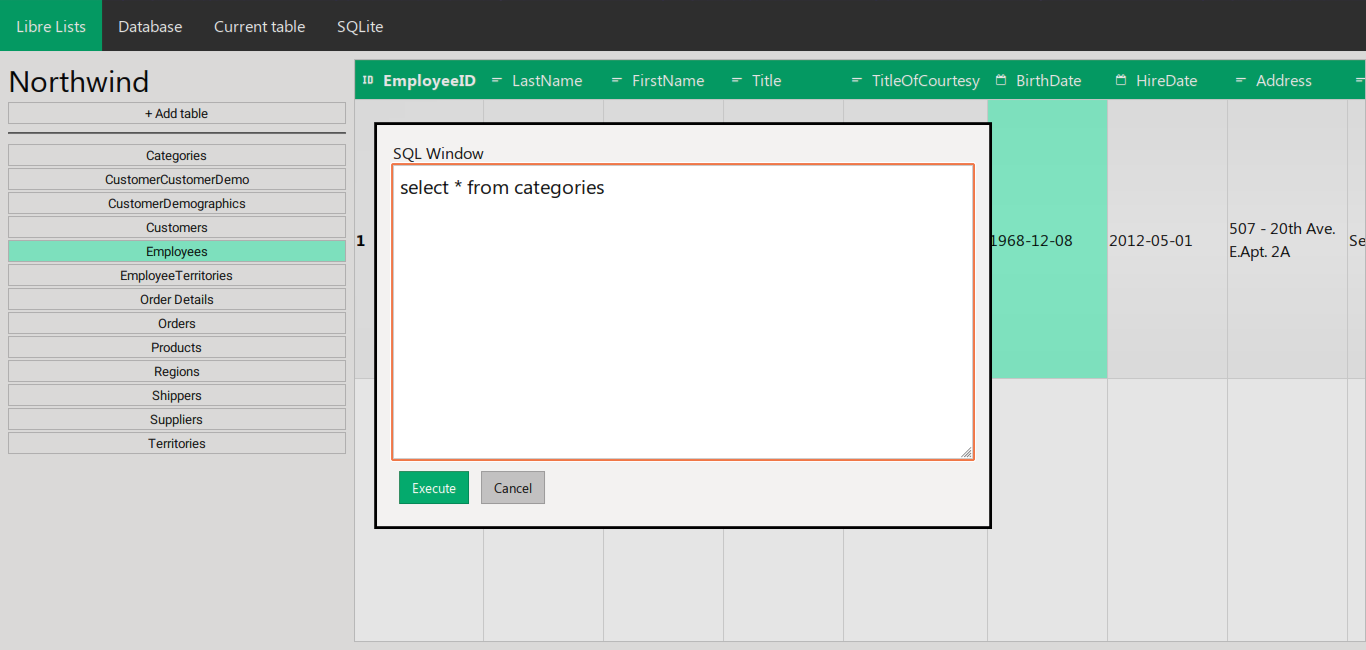 Libre Lists Database Current table SQLite
Northwind
+ Add table
Categories
CustomerCustomerDemo
CustomerDemographics
Customers
Employees
EmployeeTerritories
Order Details
Orders
Products
Regions
Shippers
Suppliers
Territories
ID EmployeeID LastName FirstName Title TitleOfCourtesy BirthDate HireDate Address
SQL Window
select * from categories
Execute Cancel
1 1968-12-08 2012-05-01 507 - 20th Ave.
E.Apt. 2A